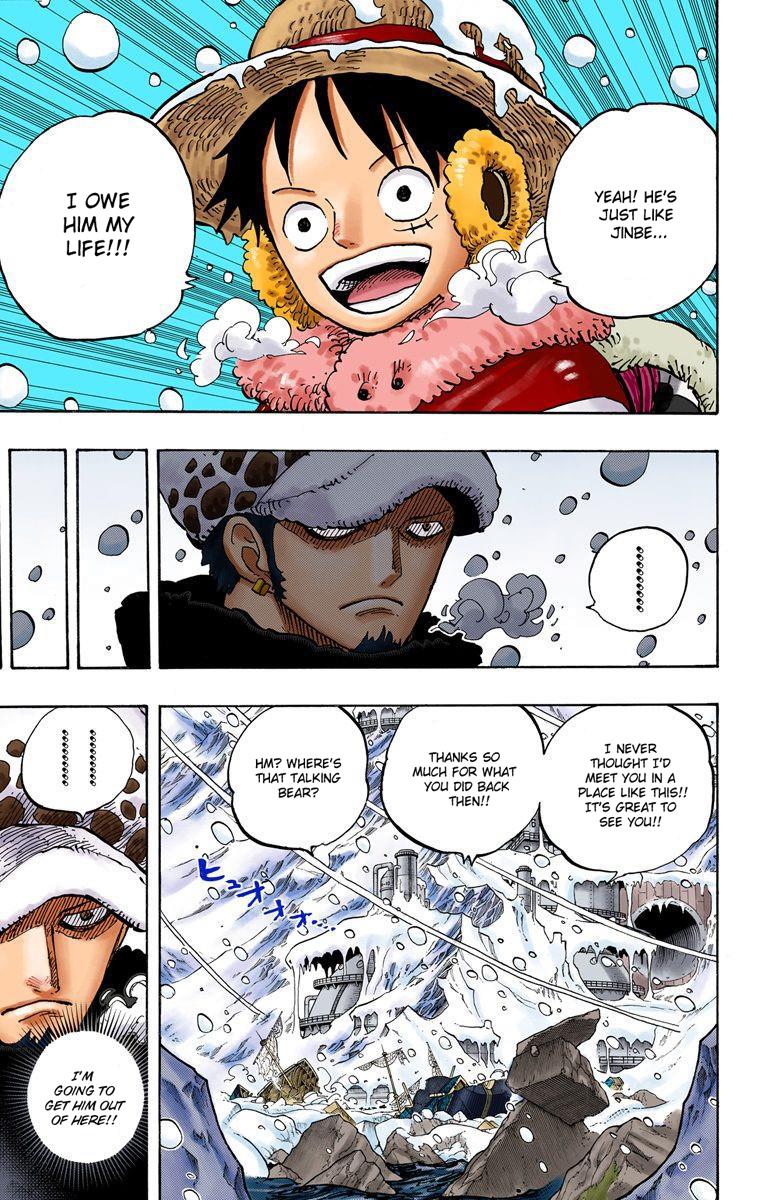 YEAH! HE'S
JUST LIKE
JINBE...
I OWE
HIM MY
LIFE!!!
I NEVER
THOUGHT I'D
MEET YOU IN A
PLACE LIKE THIS!!
IT'S GREAT TO
SEE YOU!!
THANKS SO
MUCH FOR WHAT
YOU DID BACK
THEN!!
HM? WHERE'S
THAT TALKING
BEAR?
ヒュオオオ...
I'M
GOING TO
GET HIM OUT
OF HERE!!